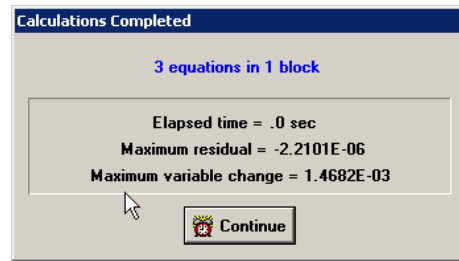 Calculations Completed
3 equations in 1 block
Elapsed time = .0 sec
Maximum residual = -2.2101E-06
Maximum variable change = 1.4682E-03
Continue